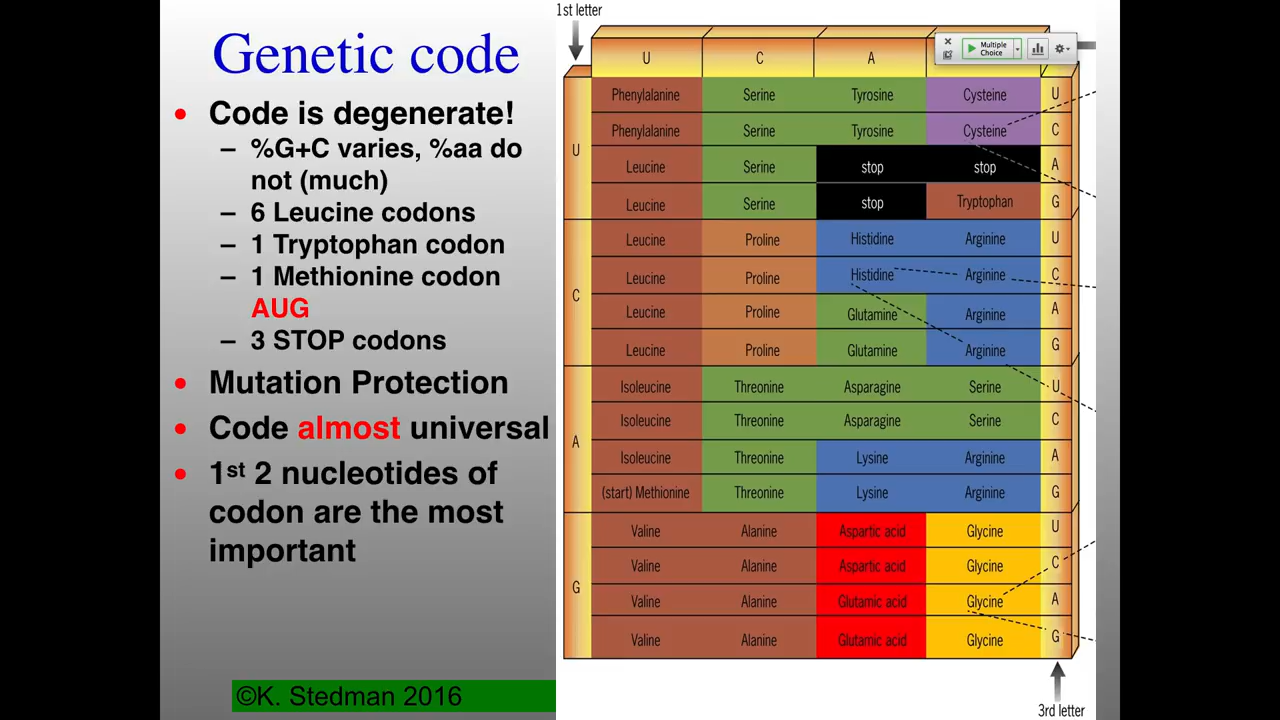 1st letter
Genetic code
• Code is degenerate!
– %G+C varies, %aa do
not (much)
– 6 Leucine codons
– 1 Tryptophan codon
– 1 Methionine codon
AUG
– 3 STOP codons
• Mutation Protection
• Code almost universal
• 1st 2 nucleotides of
codon are the most
important
©K. Stedman 2016
Multiple
Choice
U C A
U
Phenylalanine Serine Tyrosine Cysteine U
Phenylalanine Serine Tyrosine Cysteine C
Leucine Serine stop stop A
Leucine Serine stop Tryptophan G
C
Leucine Proline Histidine Arginine U
Leucine Proline Histidine Arginine C
Leucine Proline Glutamine Arginine A
Leucine Proline Glutamine Arginine G
A
Isoleucine Threonine Asparagine Serine U
Isoleucine Threonine Asparagine Serine C
Isoleucine Threonine Lysine Arginine A
(start) Methionine Threonine Lysine Arginine G
G
Valine Alanine Aspartic acid Glycine U
Valine Alanine Aspartic acid Glycine C
Valine Alanine Glutamic acid Glycine A
Valine Alanine Glutamic acid Glycine G
3rd letter